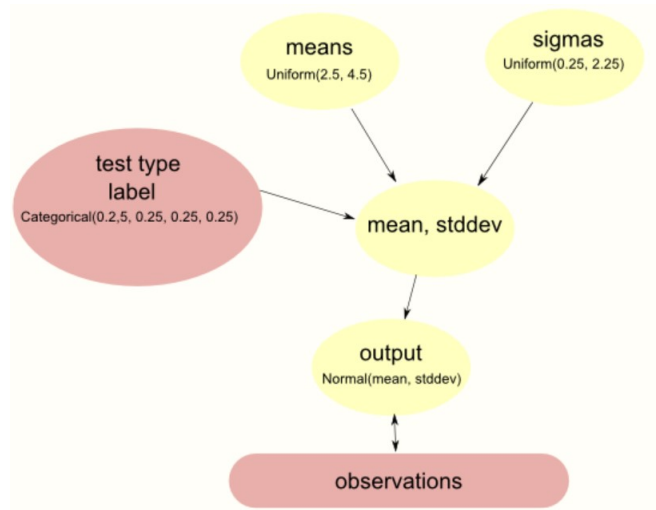 means
Uniform(2.5, 4.5)
sigmas
Uniform(0.25, 2.25)
test type
label
Categorical(0.2,5, 0.25, 0.25, 0.25)
mean, stddev
output
Normal(mean, stddev)
observations